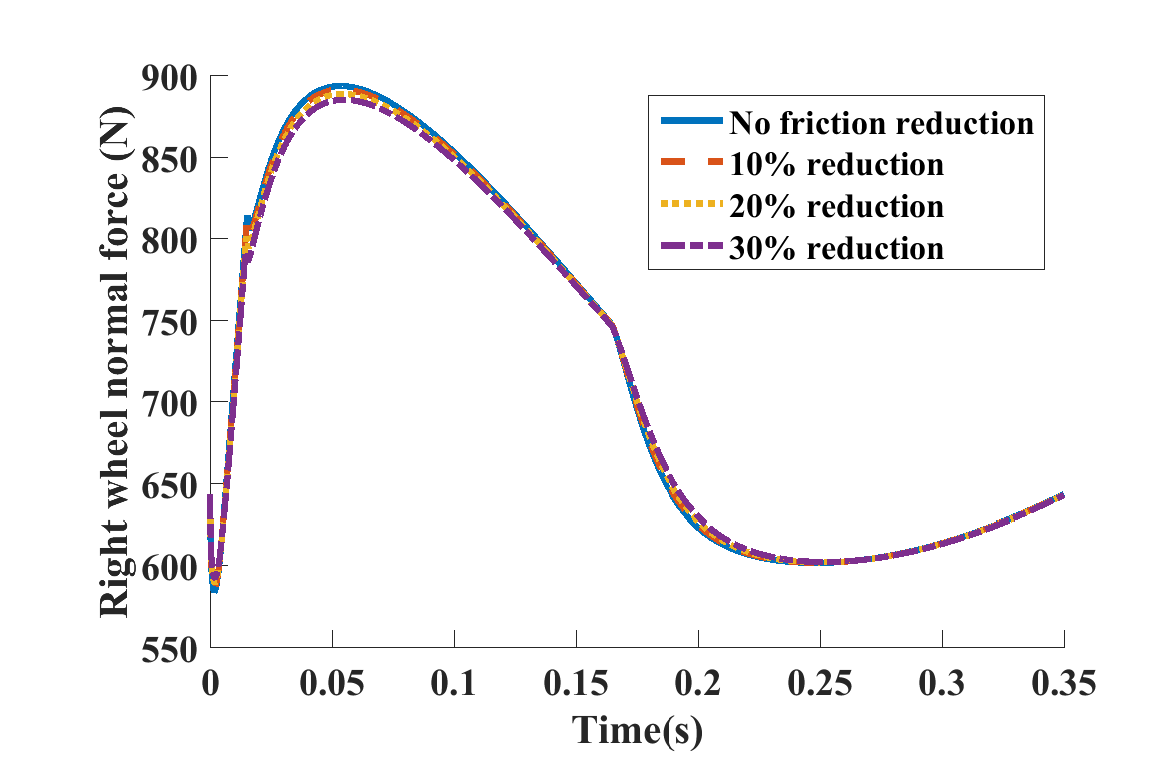 900
850
800
750
700
650
600
550
Right wheel normal force (N)
No friction reduction
10% reduction
20% reduction
30% reduction
0 0.05 0.1 0.15 0.2 0.25 0.3 0.35
Time(s)